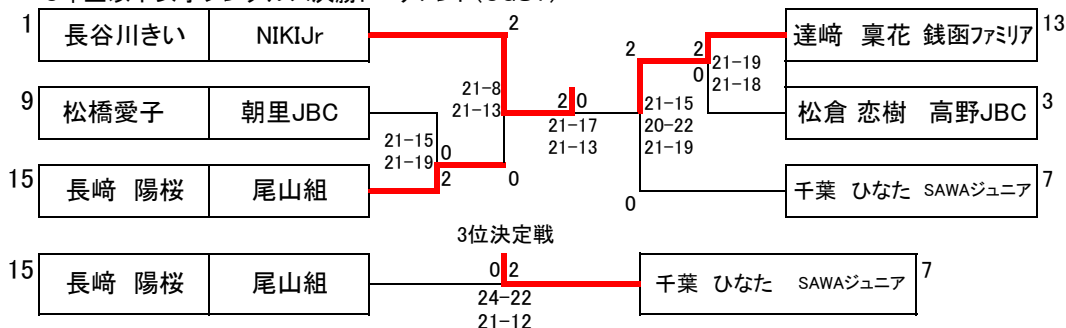 1 長谷川きい NIKIJr 2 2 2 達﨑 稟花 銭函ファミリア 13
0 21-19
21-18
9 松橋愛子 朝里JBC 21-8
21-13 2 0 21-15
20-22
21-19 松倉 恋樹 高野JBC 3
21-15
21-19 0 21-17
21-13
15 長﨑 陽桜 尾山組 2 0 0 千葉 ひなた SAWAジュニア 7
3位決定戦
15 長﨑 陽桜 尾山組 0 2 千葉 ひなた SAWAジュニア 7
24-22
21-12